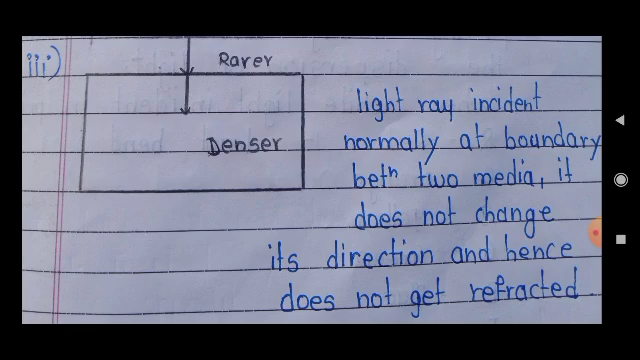 iii)
Rarer
Denser
light ray incident
normally at boundary
betn two media, it
does not change
its direction and hence
does not get refracted.